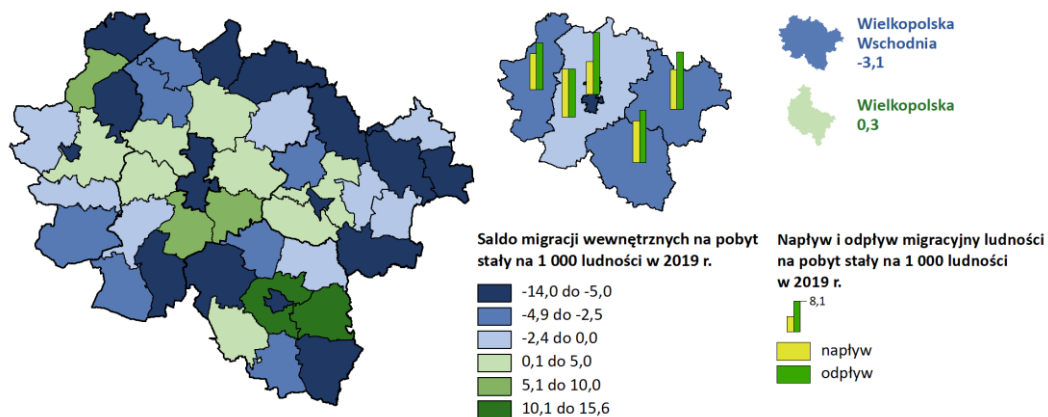 Wielkopolska
Wschodnia
-3,1
Wielkopolska
0,3
Saldo migracji wewnętrznych na pobyt
stały na 1 000 ludności w 2019 r.
-14,0 do -5,0
-4,9 do -2,5
-2,4 do 0,0
0,1 do 5,0
5,1 do 10,0
10,1 do 15,6
Napływ i odpływ migracyjny ludności
na pobyt stały na 1 000 ludności
w 2019 r.
8,1
napływ
odpływ